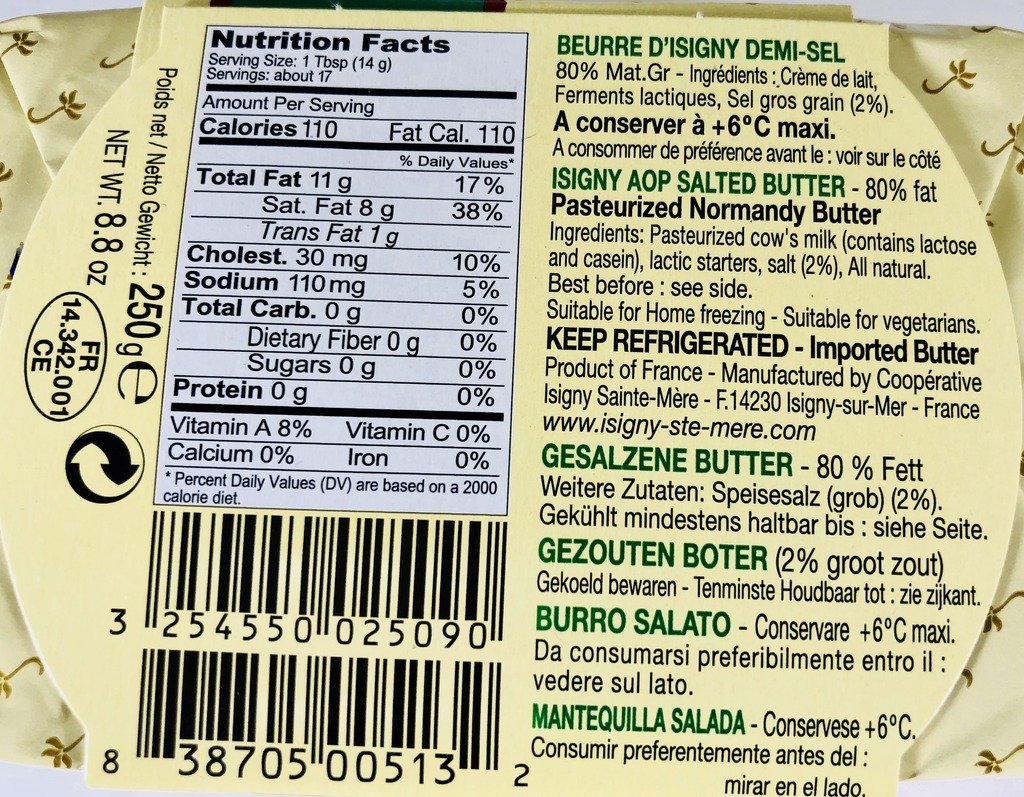 Nutrition Facts
Serving Size: 1 Tbsp (14 g)
Servings: about 17
Amount Per Serving
Calories 110 Fat Cal. 110
% Daily Values*
Total Fat 11 g 17%
Sat. Fat 8 g 38%
Trans Fat 1 g
Cholest. 30 mg 10%
Sodium 110 mg 5%
Total Carb. 0 g 0%
Dietary Fiber 0 g 0%
Sugars 0 g 0%
Protein 0 g 0%
Vitamin A 8% Vitamin C 0%
Calcium 0% Iron 0%
* Percent Daily Values (DV) are based on a 2000
calorie diet.
Poids net / Netto Gewicht : 250 g e
NET WT. 8.8 oz
FR
14.342.001
CE
3 254550 025090
8 38705 00513 2
BEURRE D'ISIGNY DEMI-SEL
80% Mat.Gr - Ingrédients : Crème de lait,
Ferments lactiques, Sel gros grain (2%).
A conserver à +6°C maxi.
A consommer de préférence avant le : voir sur le côté
ISIGNY AOP SALTED BUTTER - 80% fat
Pasteurized Normandy Butter
Ingredients: Pasteurized cow's milk (contains lactose
and casein), lactic starters, salt (2%), All natural.
Best before : see side.
Suitable for Home freezing - Suitable for vegetarians.
KEEP REFRIGERATED - Imported Butter
Product of France - Manufactured by Coopérative
Isigny Sainte-Mère - F.14230 Isigny-sur-Mer - France
www.isigny-ste-mere.com
GESALZENE BUTTER - 80 % Fett
Weitere Zutaten: Speisesalz (grob) (2%).
Gekühlt mindestens haltbar bis : siehe Seite.
GEZOUTEN BOTER (2% groot zout)
Gekoeld bewaren - Tenminste Houdbaar tot : zie zijkant.
BURRO SALATO - Conservare +6°C maxi.
Da consumarsi preferibilmente entro il :
vedere sul lato.
MANTEQUILLA SALADA - Conservese +6°C.
Consumir preferentemente antes del :
mirar en el lado.